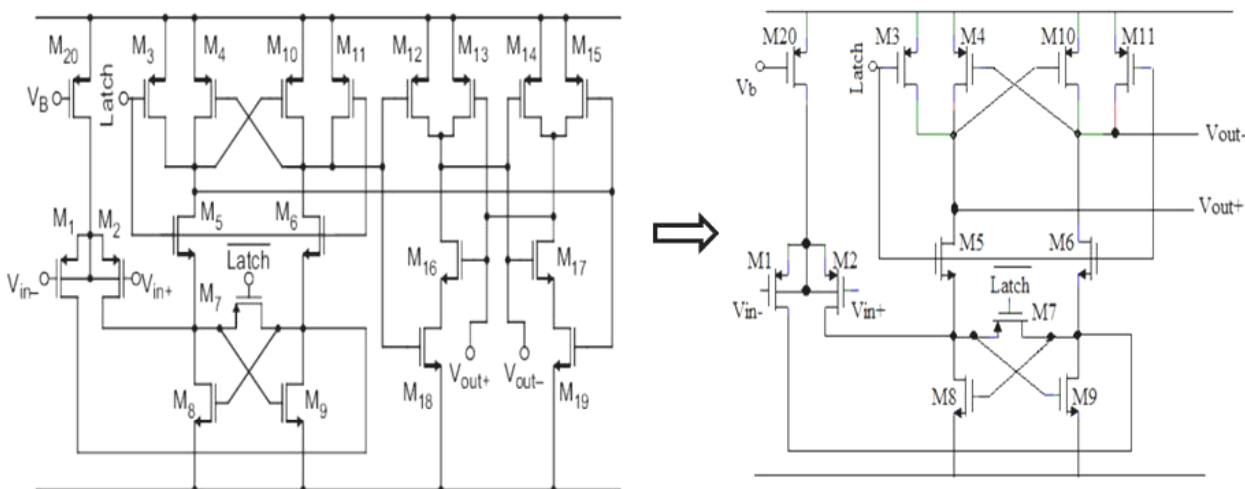 M20
M3
M4
M10
M11
M12
M13
M14
M15
VB
Latch
M1
M2
M5
M6
Latch
Vin–
Vin+
M7
M16
M17
M8
M9
M18
Vout+
Vout–
M19
M20
M3
M4
M10
M11
Vb
Latch
Vout-
Vout+
M5
M6
M1
M2
Latch
Vin-
Vin+
M7
M8
M9